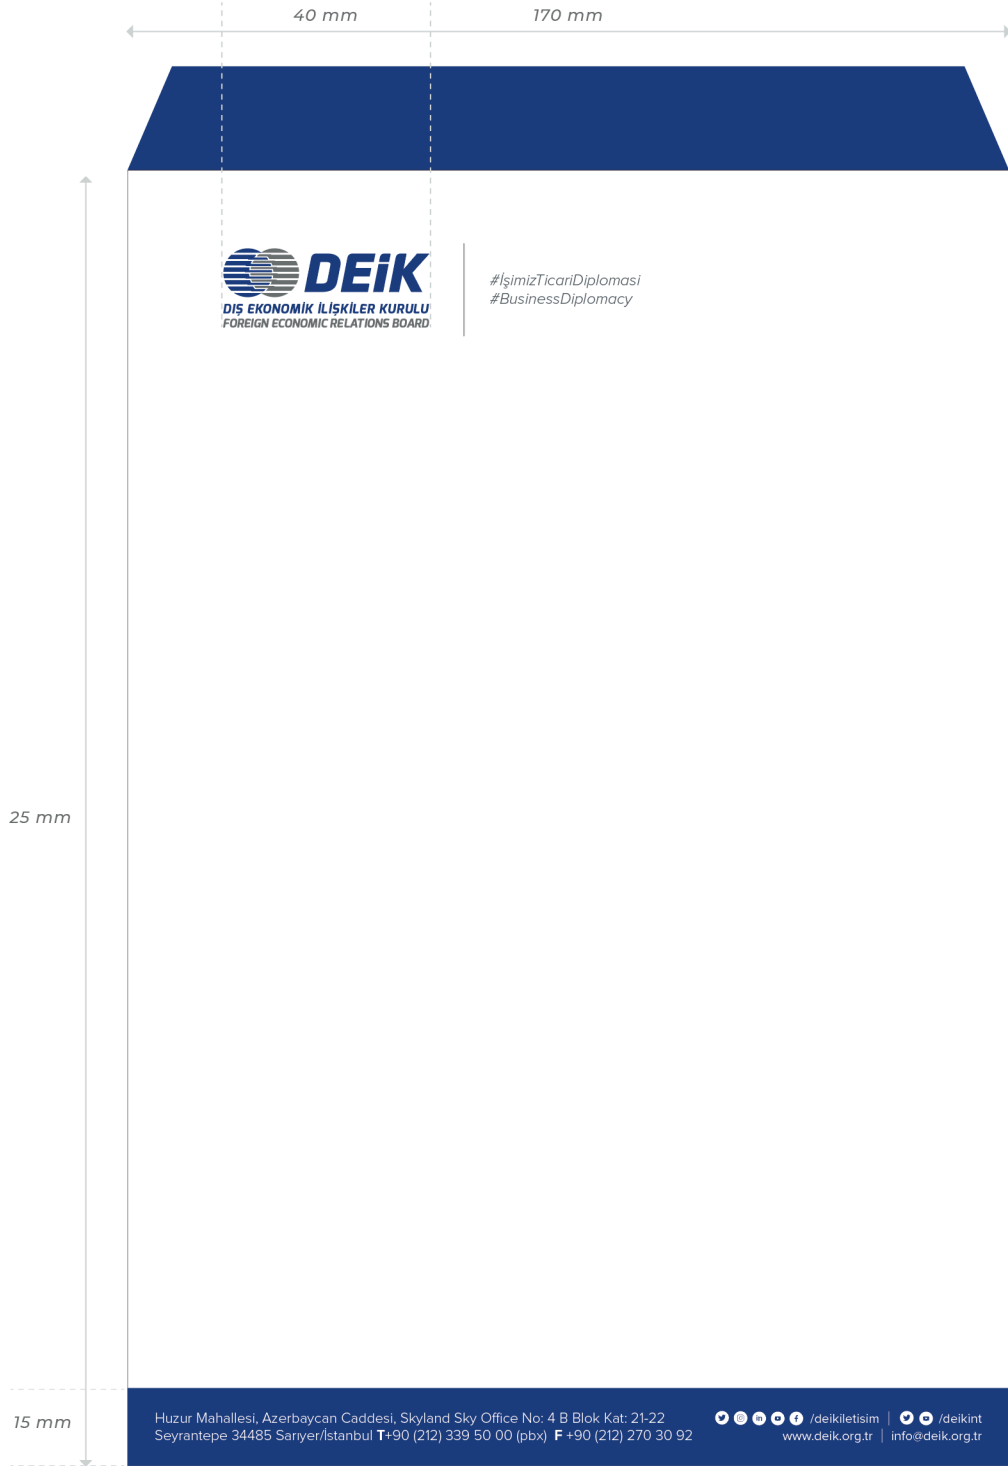 40 mm
170 mm
DEiK
DIŞ EKONOMİK İLİŞKİLER KURULU
FOREIGN ECONOMIC RELATIONS BOARD
#İşimizTicariDiplomasi
#BusinessDiplomacy
25 mm
15 mm
Huzur Mahallesi, Azerbaycan Caddesi, Skyland Sky Office No: 4 B Blok Kat: 21-22
Seyrantepe 34485 Sarıyer/İstanbul T+90 (212) 339 50 00 (pbx) F +90 (212) 270 30 92
/deikiletisim | /deikint
www.deik.org.tr | info@deik.org.tr